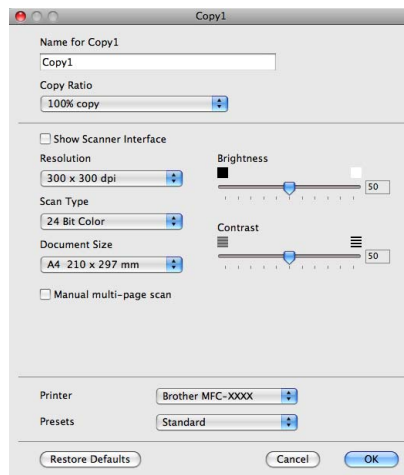 Copy1
Name for Copy1
Copy1
Copy Ratio
100% copy
Show Scanner Interface
Resolution
300 x 300 dpi
Scan Type
24 Bit Color
Document Size
A4 210 x 297 mm
Manual multi-page scan
Brightness
50
Contrast
50
Printer
Brother MFC-XXXX
Presets
Standard
Restore Defaults
Cancel
OK